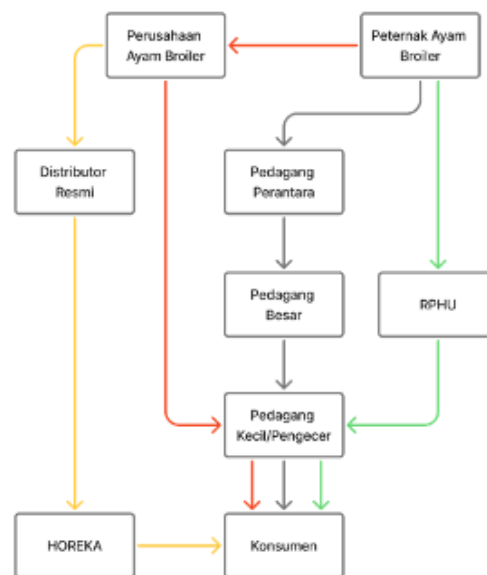 Perusahaan
Ayam Broiler
Peternak Ayam
Broiler
Distributor
Resmi
Pedagang
Perantara
Pedagang
Besar
RPHU
Pedagang
Kecil/Pengecer
HOREKA
Konsumen